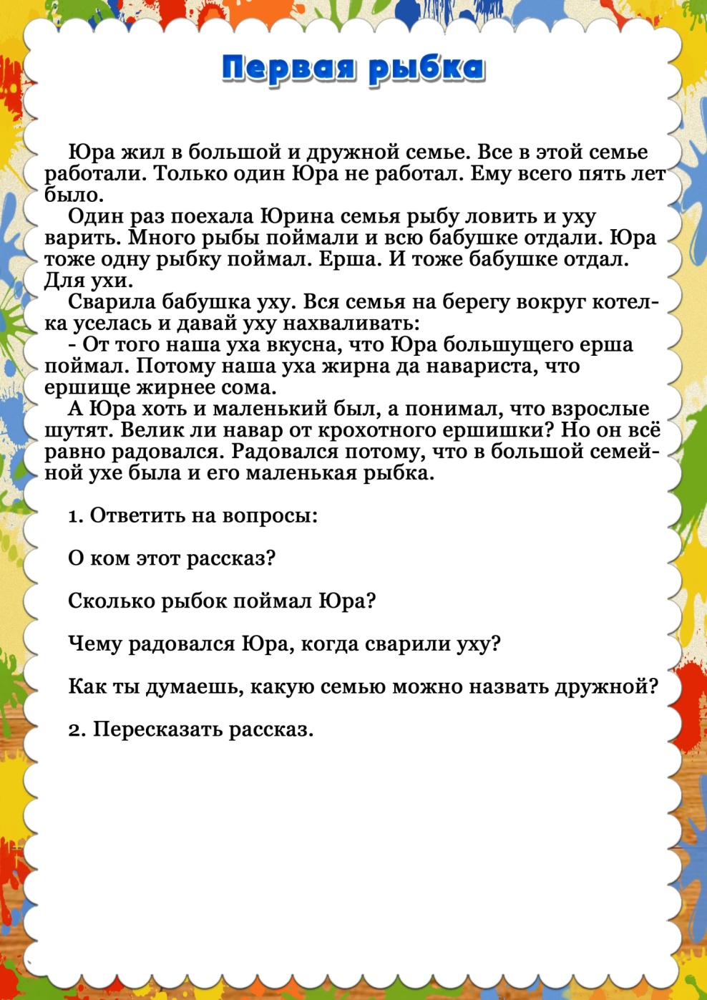 Первая рыбка
Юра жил в большой и дружной семье. Все в этой семье
работали. Только один Юра не работал. Ему всего пять лет
было.
Один раз поехала Юрина семья рыбу ловить и уху
варить. Много рыбы поймали и всю бабушке отдали. Юра
тоже одну рыбку поймал. Ерша. И тоже бабушке отдал.
Для ухи.
Сварила бабушка уху. Вся семья на берегу вокруг котел-
ка уселась и давай уху нахваливать:
- От того наша уха вкусна, что Юра большущего ерша
поймал. Потому наша уха жирна да навариста, что
ершище жирнее сома.
А Юра хоть и маленький был, а понимал, что взрослые
шутят. Велик ли навар от крохотного ершишки? Но он всё
равно радовался. Радовался потому, что в большой семей-
ной ухе была и его маленькая рыбка.
1. Ответить на вопросы:
О ком этот рассказ?
Сколько рыбок поймал Юра?
Чему радовался Юра, когда сварили уху?
Как ты думаешь, какую семью можно назвать дружной?
2. Пересказать рассказ.